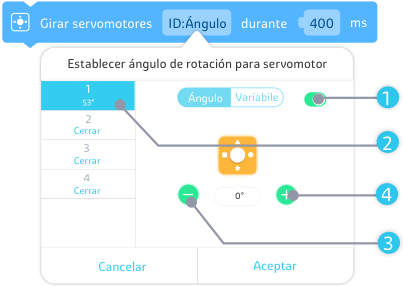 Girar servomotores ID:Ángulo durante 400 ms
Establecer ángulo de rotación para servomotor
1
53°
Ángulo Variabile
1
2
Cerrar
2
3
Cerrar
4
Cerrar
4
0°
3
Cancelar Aceptar